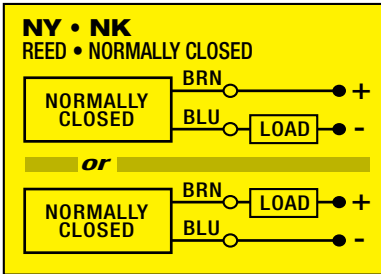 NY • NK
REED • NORMALLY CLOSED
NORMALLY
CLOSED
BRN
+
BLU
LOAD
-
or
NORMALLY
CLOSED
BRN
LOAD
+
BLU
-